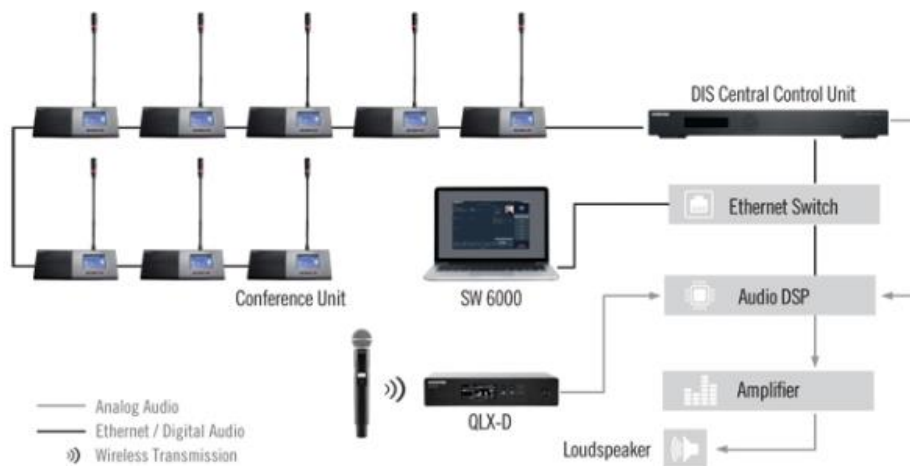 DIS Central Control Unit
Ethernet Switch
Conference Unit
SW 6000
Audio DSP
Analog Audio
Ethernet / Digital Audio
Wireless Transmission
QLX-D
Amplifier
Loudspeaker